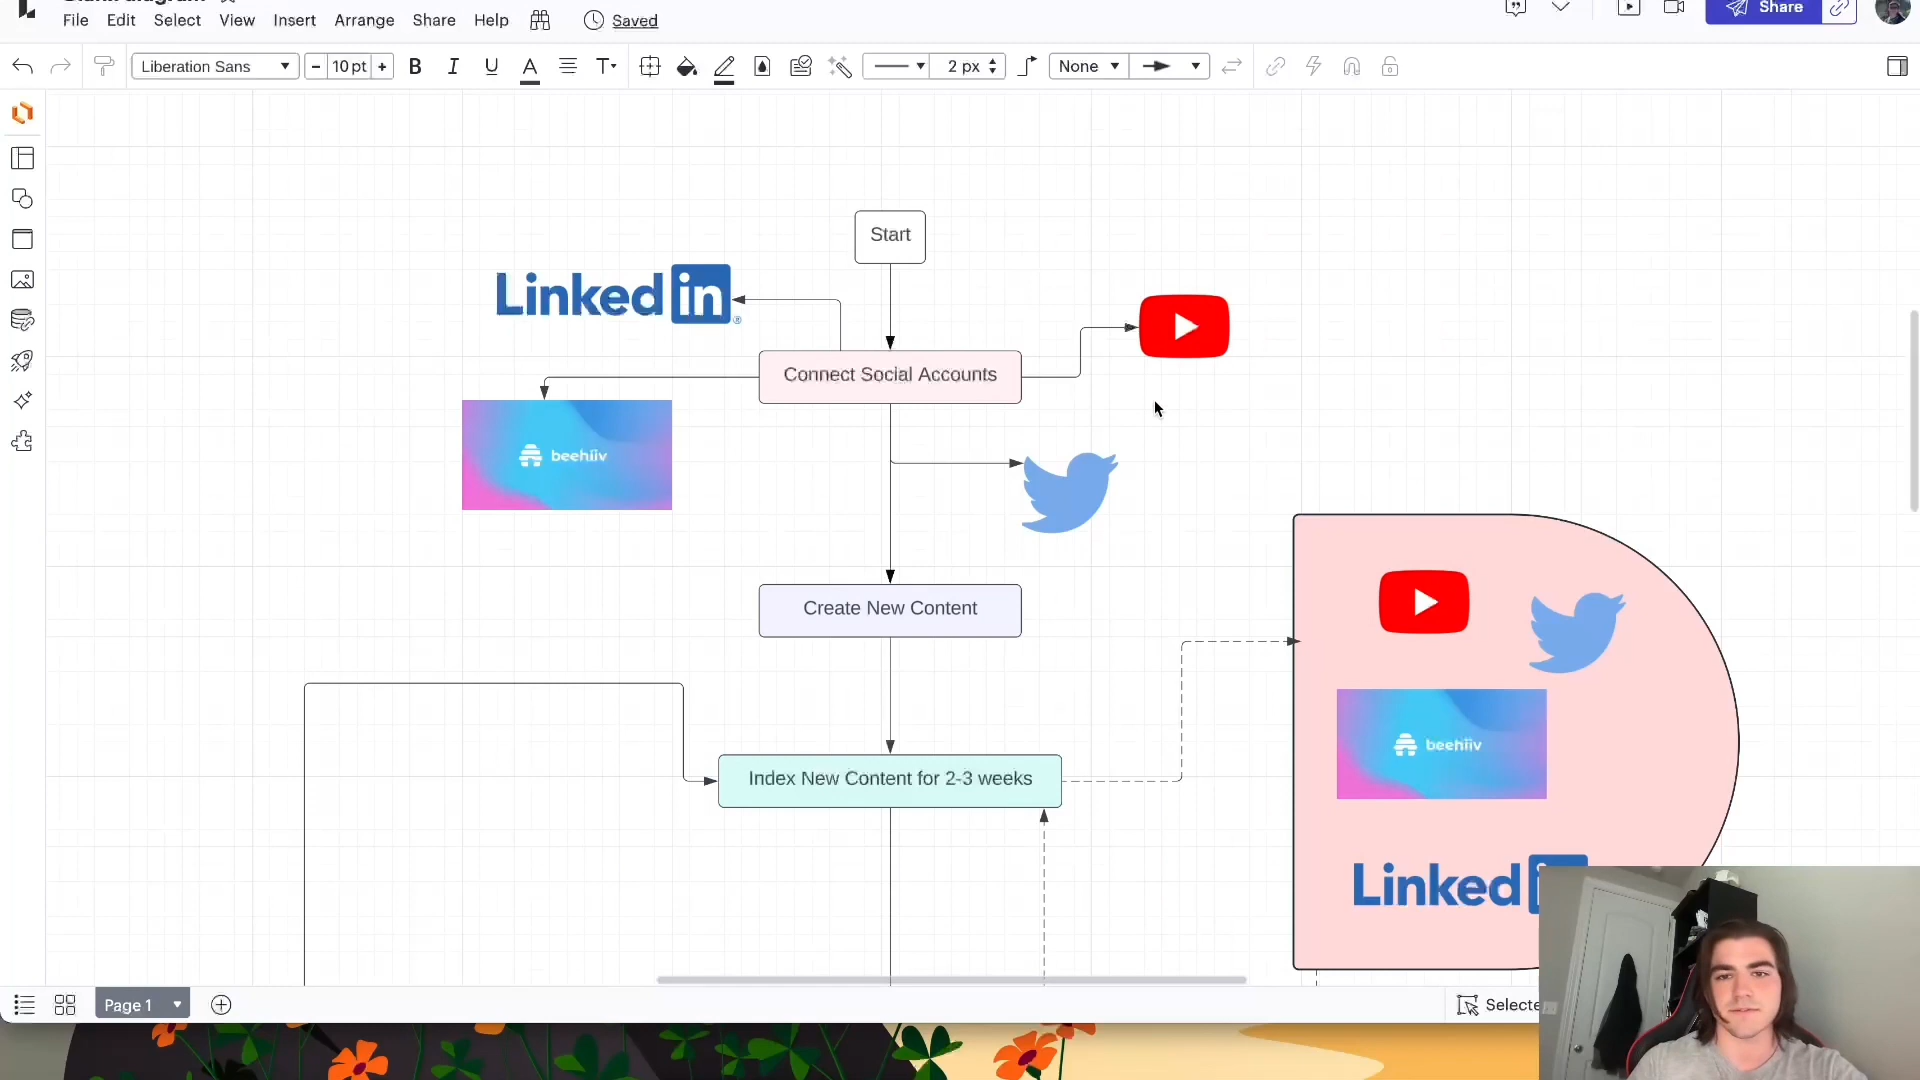 File Edit Select View Insert Arrange Share Help Saved
Share
Liberation Sans - 10 pt + B I U A T 2 px None
Start
Linked in ®
Connect Social Accounts
beehiiv
Create New Content
beehiiv
Index New Content for 2-3 weeks
Linked
Page 1
Selecte